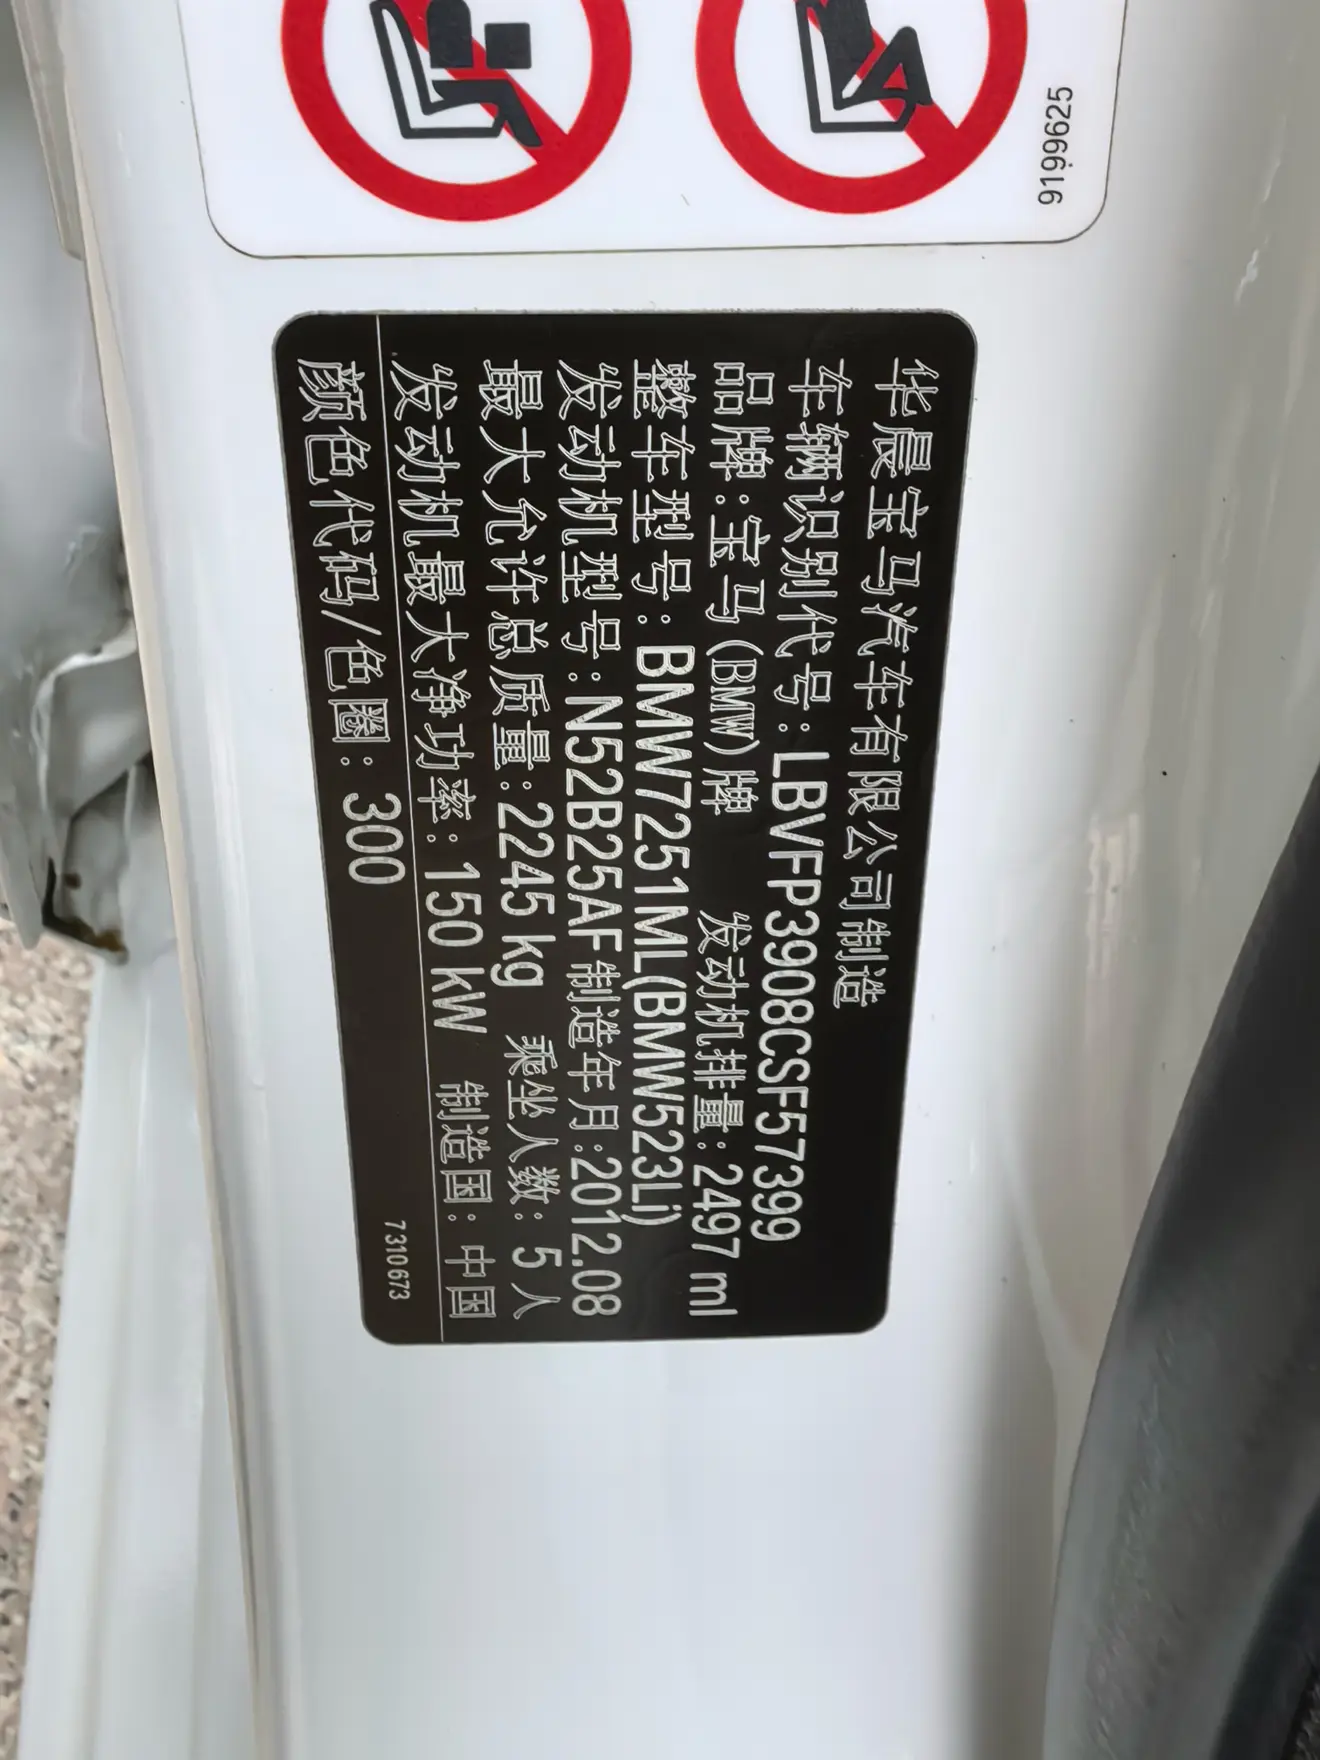 9199625
华晨宝马汽车有限公司制造
车辆识别代号：LBVFP3908CSF57399
品牌：宝马(BMW)牌 发动机排量：2497 ml
整车型号：BMW7251ML(BMW523Li)
发动机型号：N52B25AF 制造年月：2012.08
最大允许总质量：2245 kg 乘坐人数：5人
发动机最大净功率：150 kW 制造国：中国
颜色代码/色圈：300
7310673